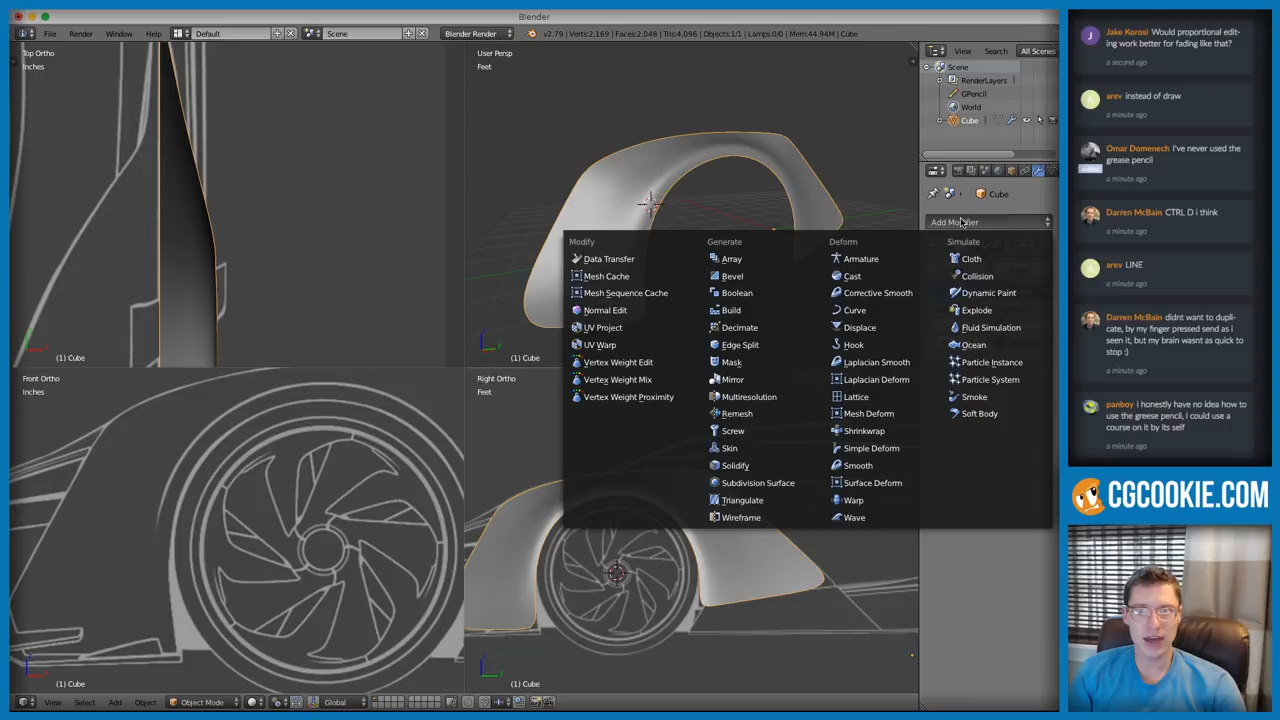 Blender
File
Render
Window
Help
Default
Scene
Blender Render
v2.79 | Verts:2,169 | Faces:2,048 | Tris:4,096 | Objects:1/1 | Lamps:0/0 | Mem:44.94M | Cube
Top Ortho
Inches
User Persp
Feet
(1) Cube
(1) Cube
Front Ortho
Inches
Right Ortho
Feet
(1) Cube
(1) Cube
View
Select
Add
Object
Object Mode
Global
View
Search
All Scenes
Scene
RenderLayers
GPencil
World
Cube
Cube
Add Modifier
Modify
Data Transfer
Mesh Cache
Mesh Sequence Cache
Normal Edit
UV Project
UV Warp
Vertex Weight Edit
Vertex Weight Mix
Vertex Weight Proximity
Generate
Array
Bevel
Boolean
Build
Decimate
Edge Split
Mask
Mirror
Multiresolution
Remesh
Screw
Skin
Solidify
Subdivision Surface
Triangulate
Wireframe
Deform
Armature
Cast
Corrective Smooth
Curve
Displace
Hook
Laplacian Smooth
Laplacian Deform
Lattice
Mesh Deform
Shrinkwrap
Simple Deform
Smooth
Surface Deform
Warp
Wave
Simulate
Cloth
Collision
Dynamic Paint
Explode
Fluid Simulation
Ocean
Particle Instance
Particle System
Smoke
Soft Body
J
Jake Korosi Would proportional edit-
ing work better for fading like that?
a second ago
A
arev instead of draw
a minute ago
Omar Domenech I've never used the
grease pencil
a minute ago
Darren McBain CTRL D i think
a minute ago
A
arev LINE
a minute ago
Darren McBain didnt want to dupli-
cate, by my finger pressed send as i
seen it, but my brain wasnt as quick to
stop :)
a minute ago
panboy i honestly have no idea how to
use the greese pencil, i could use a
course on it by its self
a minute ago
CGCOOKIE.COM